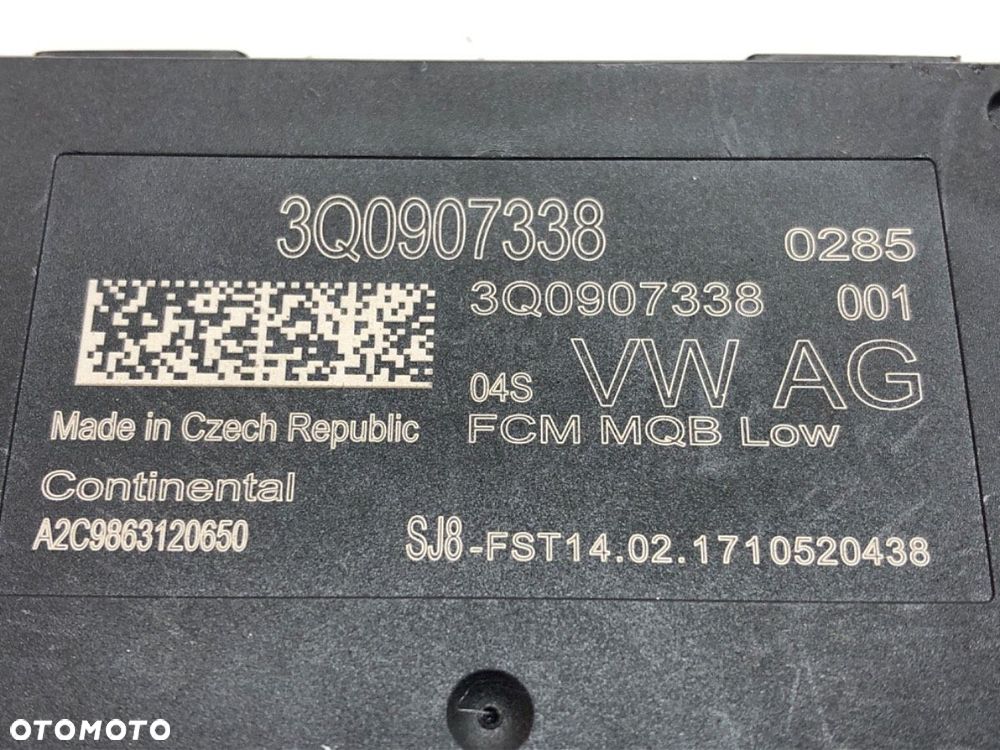 3Q0907338
0285
3Q0907338 001
04S VW AG
Made in Czech Republic
FCM MQB Low
Continental
A2C9863120650
SJ8-FST14.02.1710520438
OTOMOTO